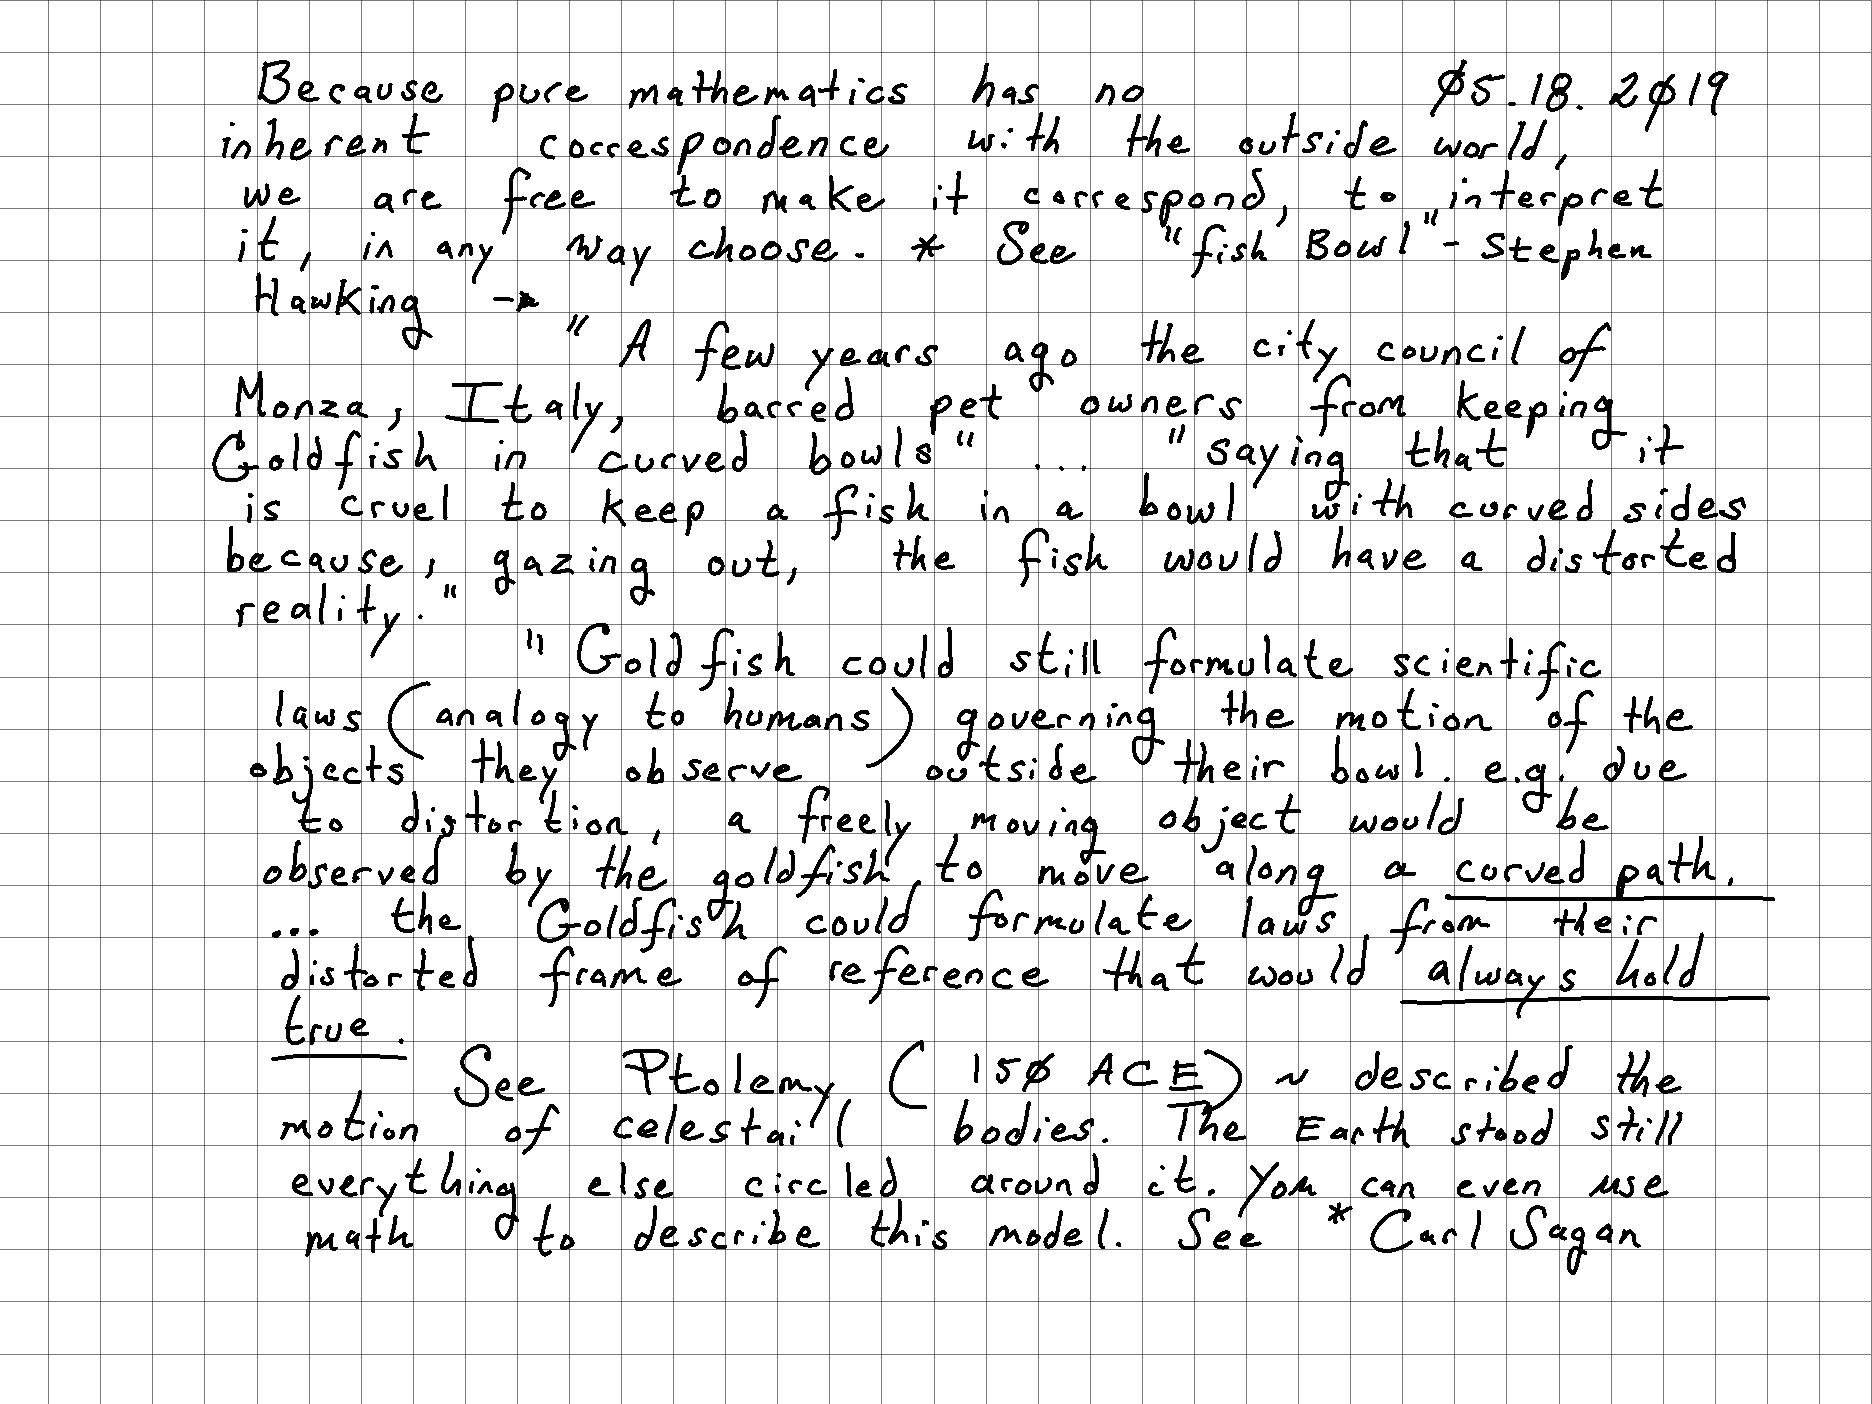 Because pure mathematics has no Ø5.18.2Ø19
inherent correspondence with the outside world,
we are free to make it correspond, to interpret
it, in any way choose. * See "fish Bowl" - Stephen
Hawking →
"A few years ago the city council of
Monza, Italy, barred pet owners from keeping
Goldfish in curved bowls" ... "saying that it
is cruel to keep a fish in a bowl with curved sides
because, gazing out, the fish would have a distorted
reality."
"Goldfish could still formulate scientific
laws (analogy to humans) governing the motion of the
objects they observe outside their bowl. e.g. due
to distortion, a freely moving object would be
observed by the goldfish to move along a curved path.
... the Goldfish could formulate laws from their
distorted frame of reference that would always hold
true.
See Ptolemy (15Ø ACE) ~ described the
motion of celestail bodies. The Earth stood still
everything else circled around it. You can even use
math to describe this model. See * Carl Sagan